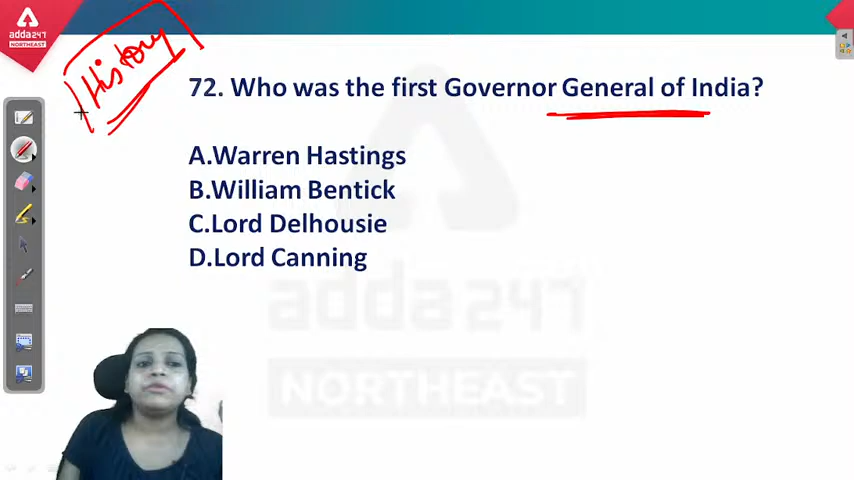 adda247
NORTHEAST
History
72. Who was the first Governor General of India?
A.Warren Hastings
B.William Bentick
C.Lord Delhousie
D.Lord Canning
adda247
NORTHEAST